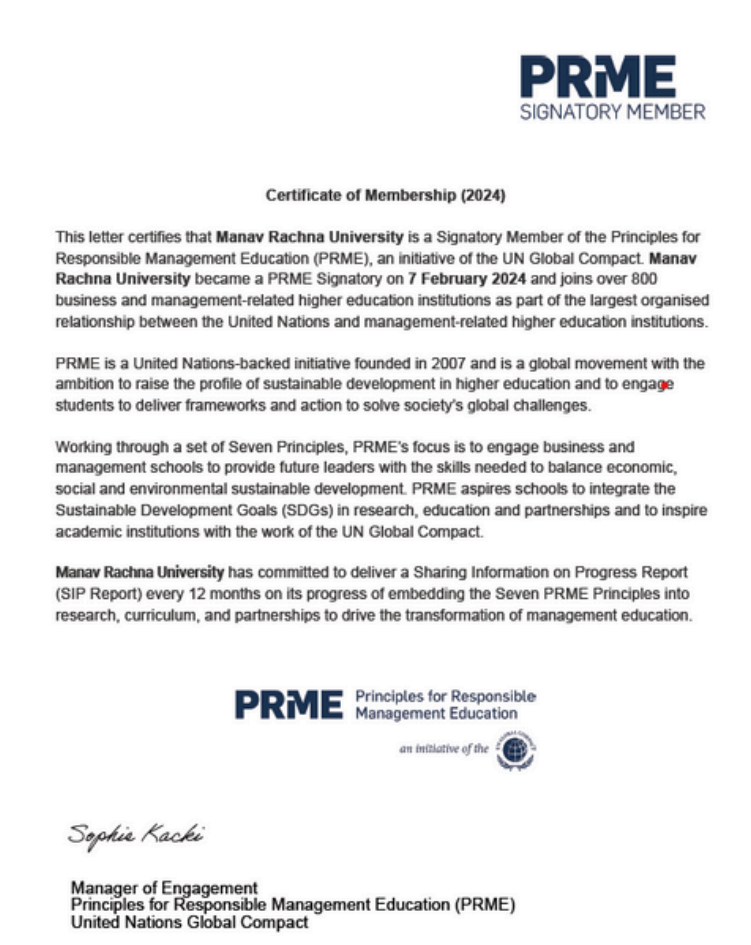 PRME
SIGNATORY MEMBER
Certificate of Membership (2024)
This letter certifies that Manav Rachna University is a Signatory Member of the Principles for
Responsible Management Education (PRME), an initiative of the UN Global Compact. Manav
Rachna University became a PRME Signatory on 7 February 2024 and joins over 800
business and management-related higher education institutions as part of the largest organised
relationship between the United Nations and management-related higher education institutions.
PRME is a United Nations-backed initiative founded in 2007 and is a global movement with the
ambition to raise the profile of sustainable development in higher education and to engage
students to deliver frameworks and action to solve society's global challenges.
Working through a set of Seven Principles, PRME's focus is to engage business and
management schools to provide future leaders with the skills needed to balance economic,
social and environmental sustainable development. PRME aspires schools to integrate the
Sustainable Development Goals (SDGs) in research, education and partnerships and to inspire
academic institutions with the work of the UN Global Compact.
Manav Rachna University has committed to deliver a Sharing Information on Progress Report
(SIP Report) every 12 months on its progress of embedding the Seven PRME Principles into
research, curriculum, and partnerships to drive the transformation of management education.
PRME Principles for Responsible
Management Education
an initiative of the
Sophie Kacki
Manager of Engagement
Principles for Responsible Management Education (PRME)
United Nations Global Compact